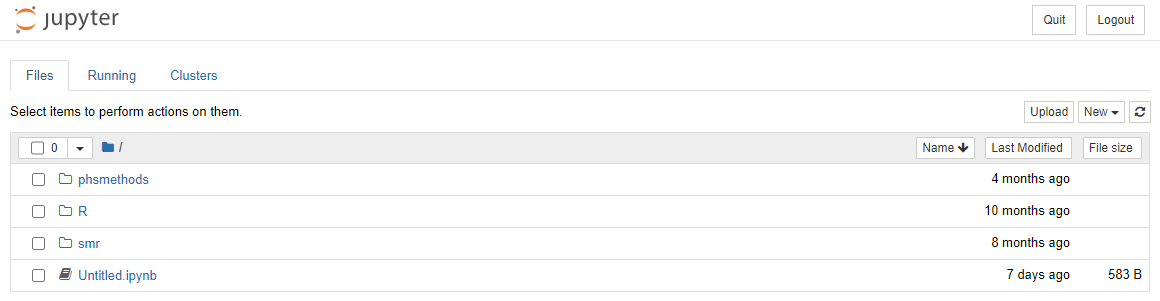 jupyter Quit Logout
Files Running Clusters
Select items to perform actions on them. Upload New
0 / Name Last Modified File size
phsmethods 4 months ago
R 10 months ago
smr 8 months ago
Untitled.ipynb 7 days ago 583 B